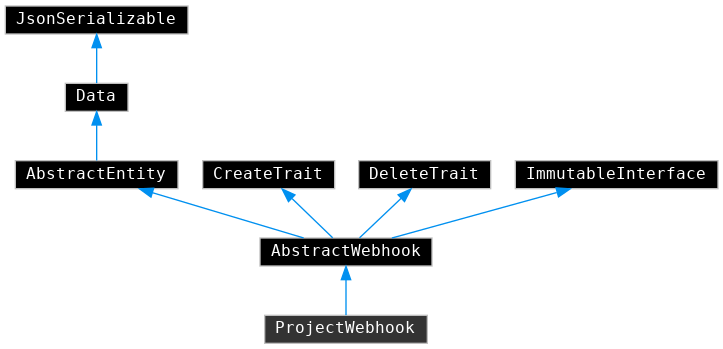 JsonSerializable
Data
AbstractEntity
CreateTrait
DeleteTrait
ImmutableInterface
AbstractWebhook
ProjectWebhook